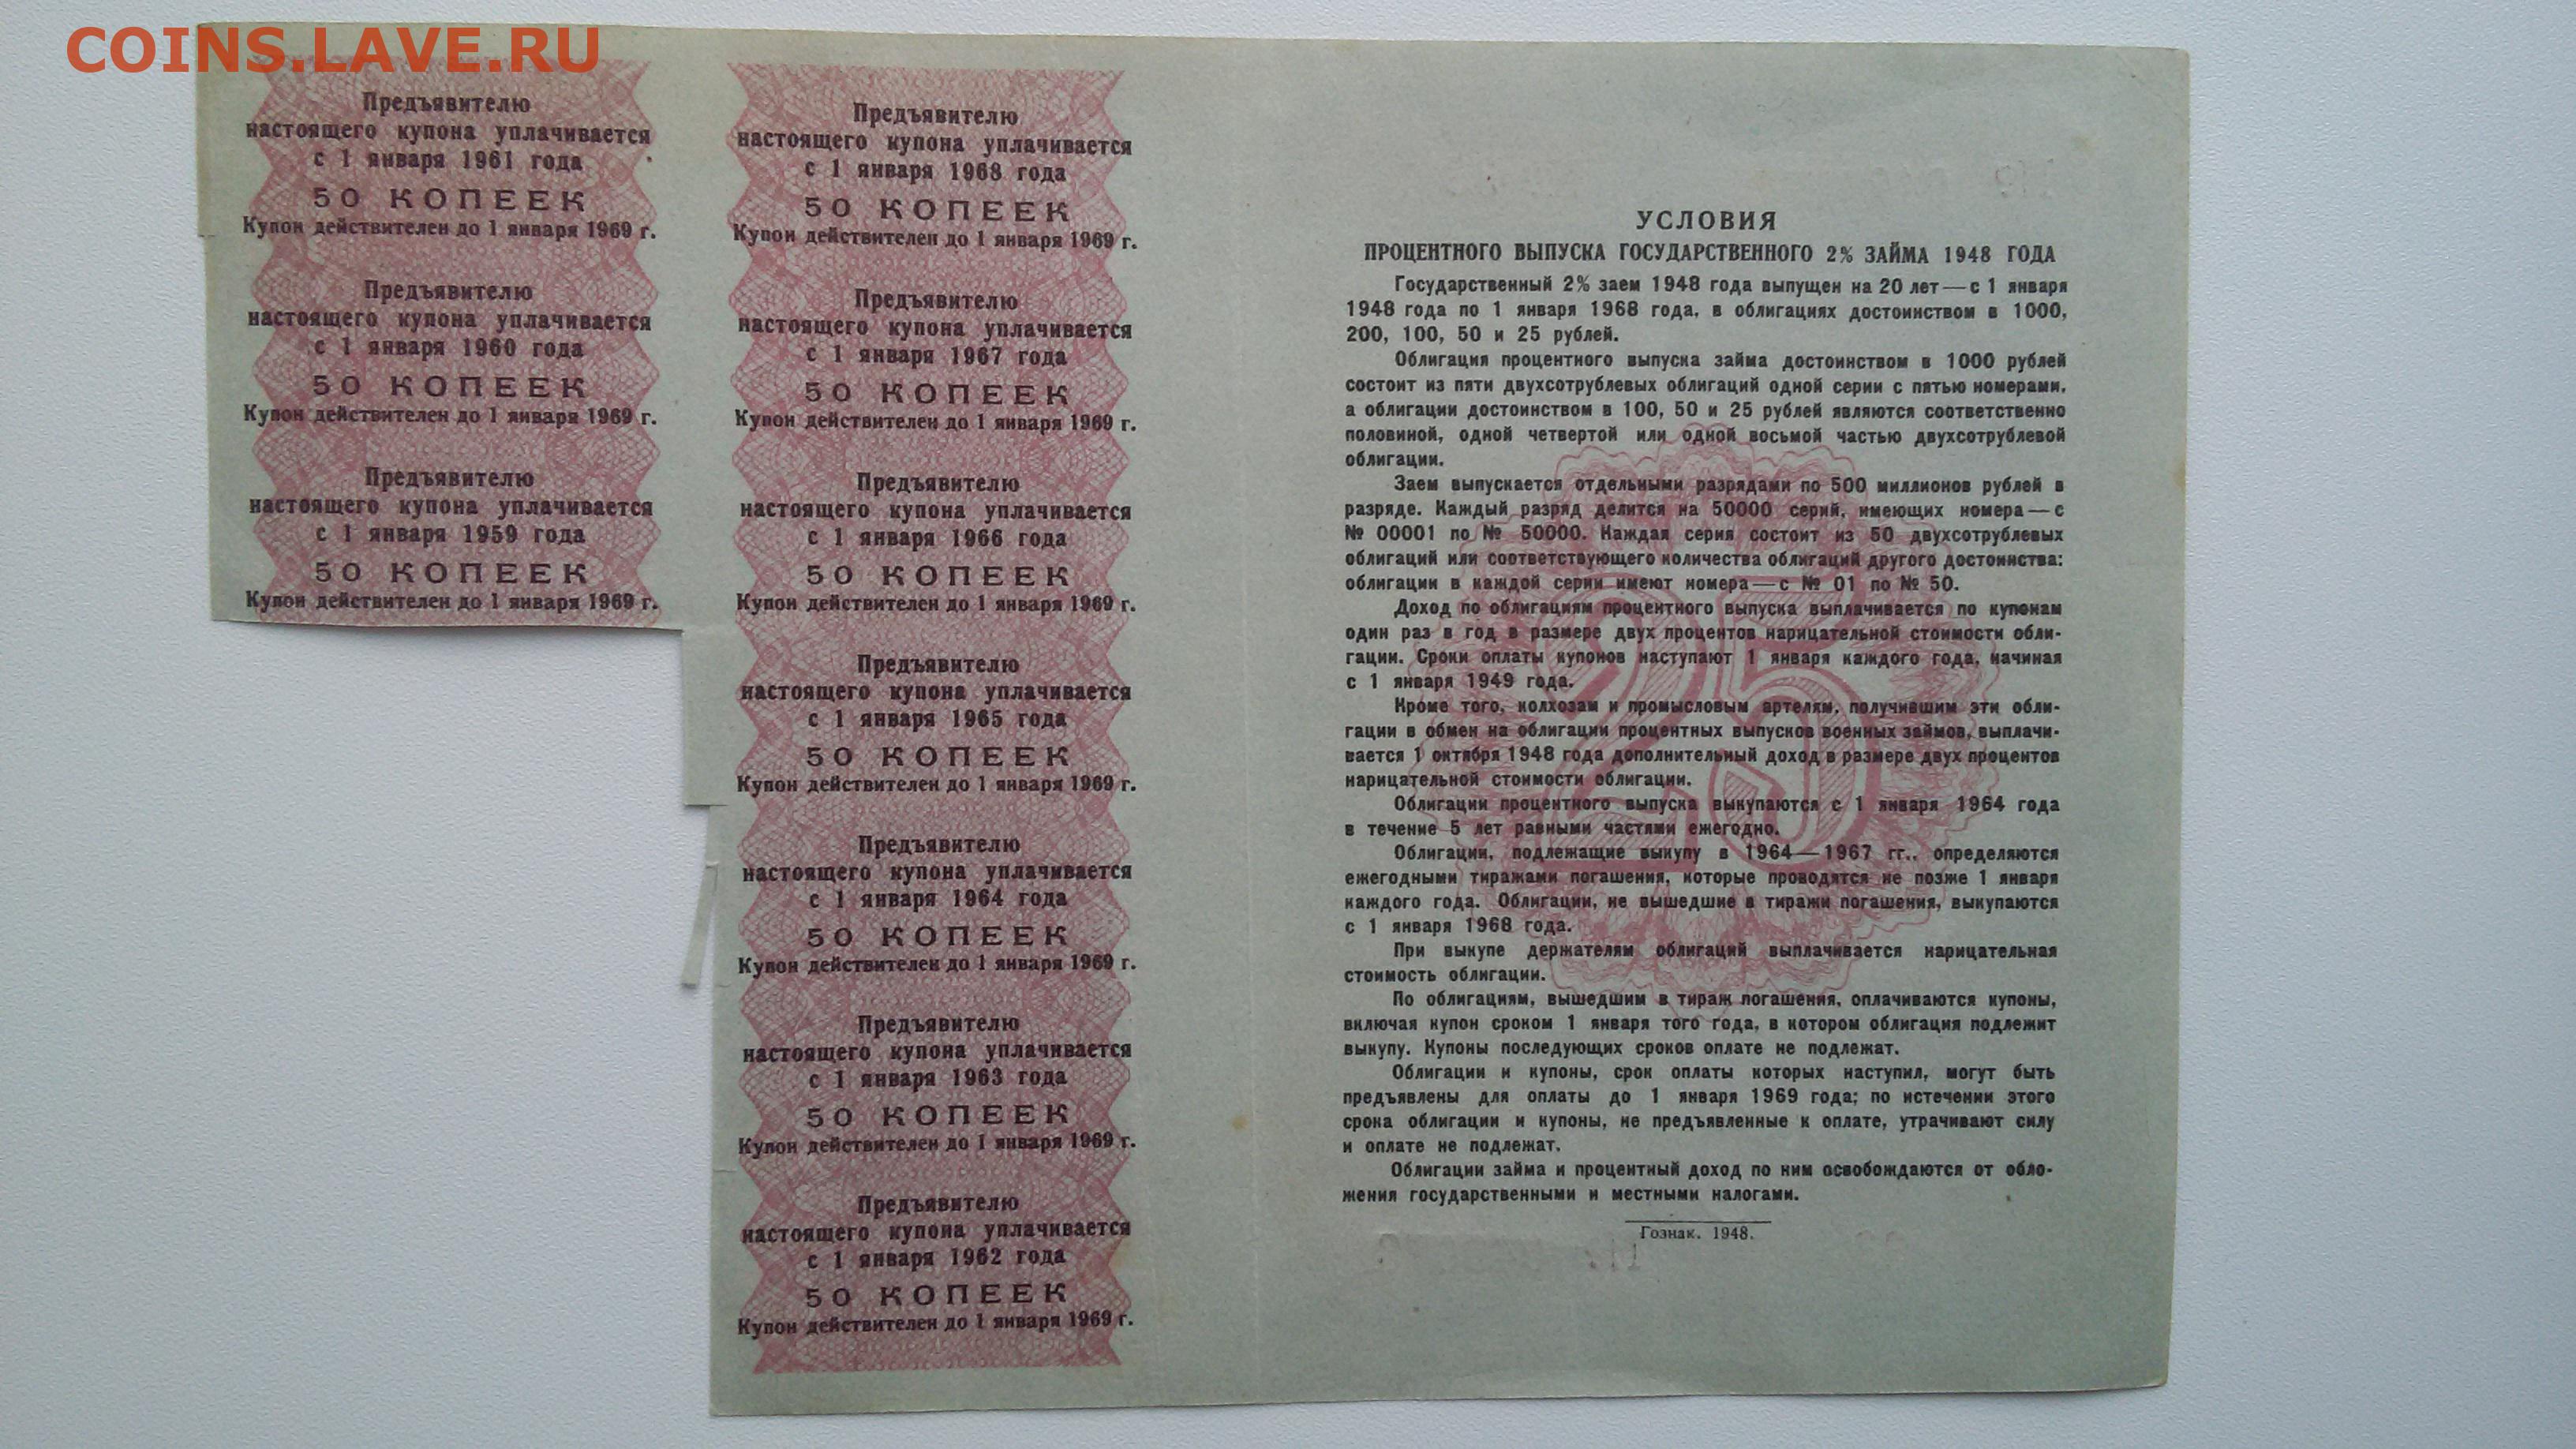 COINS.LAVE.RU
Предъявителю
настоящего купона уплачивается
с 1 января 1961 года
50 КОПЕЕК
Купон действителен до 1 января 1969 г.
Предъявителю
настоящего купона уплачивается
с 1 января 1960 года
50 КОПЕЕК
Купон действителен до 1 января 1969 г.
Предъявителю
настоящего купона уплачивается
с 1 января 1959 года
50 КОПЕЕК
Купон действителен до 1 января 1969 г.
Предъявителю
настоящего купона уплачивается
с 1 января 1968 года
50 КОПЕЕК
Купон действителен до 1 января 1969 г.
Предъявителю
настоящего купона уплачивается
с 1 января 1967 года
50 КОПЕЕК
Купон действителен до 1 января 1969 г.
Предъявителю
настоящего купона уплачивается
с 1 января 1966 года
50 КОПЕЕК
Купон действителен до 1 января 1969 г.
Предъявителю
настоящего купона уплачивается
с 1 января 1965 года
50 КОПЕЕК
Купон действителен до 1 января 1969 г.
Предъявителю
настоящего купона уплачивается
с 1 января 1964 года
50 КОПЕЕК
Купон действителен до 1 января 1969 г.
Предъявителю
настоящего купона уплачивается
с 1 января 1963 года
50 КОПЕЕК
Купон действителен до 1 января 1969 г.
Предъявителю
настоящего купона уплачивается
с 1 января 1962 года
50 КОПЕЕК
Купон действителен до 1 января 1969 г.
УСЛОВИЯ
ПРОЦЕНТНОГО ВЫПУСКА ГОСУДАРСТВЕННОГО 2% ЗАЙМА 1948 ГОДА
Государственный 2% заем 1948 года выпущен на 20 лет — с 1 января
1948 года по 1 января 1968 года, в облигациях достоинством в 1000,
200, 100, 50 и 25 рублей.
Облигация процентного выпуска займа достоинством в 1000 рублей
состоит из пяти двухсотрублевых облигаций одной серии с пятью номерами,
а облигации достоинством в 100, 50 и 25 рублей являются соответственно
половиной, одной четвертой или одной восьмой частью двухсотрублевой
облигации.
Заем выпускается отдельными разрядами по 500 миллионов рублей в
разряде. Каждый разряд делится на 50000 серий, имеющих номера — с
№ 00001 по № 50000. Каждая серия состоит из 50 двухсотрублевых
облигаций или соответствующего количества облигаций другого достоинства;
облигации в каждой серии имеют номера — с № 01 по № 50.
Доход по облигациям процентного выпуска выплачивается по купонам
один раз в год в размере двух процентов нарицательной стоимости обли-
гации. Сроки оплаты купонов наступают 1 января каждого года, начиная
с 1 января 1949 года.
Кроме того, колхозам и промысловым артелям, получившим эти обли-
гации в обмен на облигации процентных выпусков военных займов, выплачи-
вается 1 октября 1948 года дополнительный доход в размере двух процентов
нарицательной стоимости облигации.
Облигации процентного выпуска выкупаются с 1 января 1964 года
в течение 5 лет равными частями ежегодно.
Облигации, подлежащие выкупу в 1964—1967 гг., определяются
ежегодными тиражами погашения, которые проводятся не позже 1 января
каждого года. Облигации, не вышедшие в тиражи погашения, выкупаются
с 1 января 1968 года.
При выкупе держателям облигаций выплачивается нарицательная
стоимость облигации.
По облигациям, вышедшим в тираж погашения, оплачиваются купоны,
включая купон сроком 1 января того года, в котором облигация подлежит
выкупу. Купоны последующих сроков оплате не подлежат.
Облигации и купоны, срок оплаты которых наступил, могут быть
предъявлены для оплаты до 1 января 1969 года; по истечении этого
срока облигации и купоны, не предъявленные к оплате, утрачивают силу
и оплате не подлежат.
Облигации займа и процентный доход по ним освобождаются от обло-
жения государственными и местными налогами.
25
Гознак. 1948.